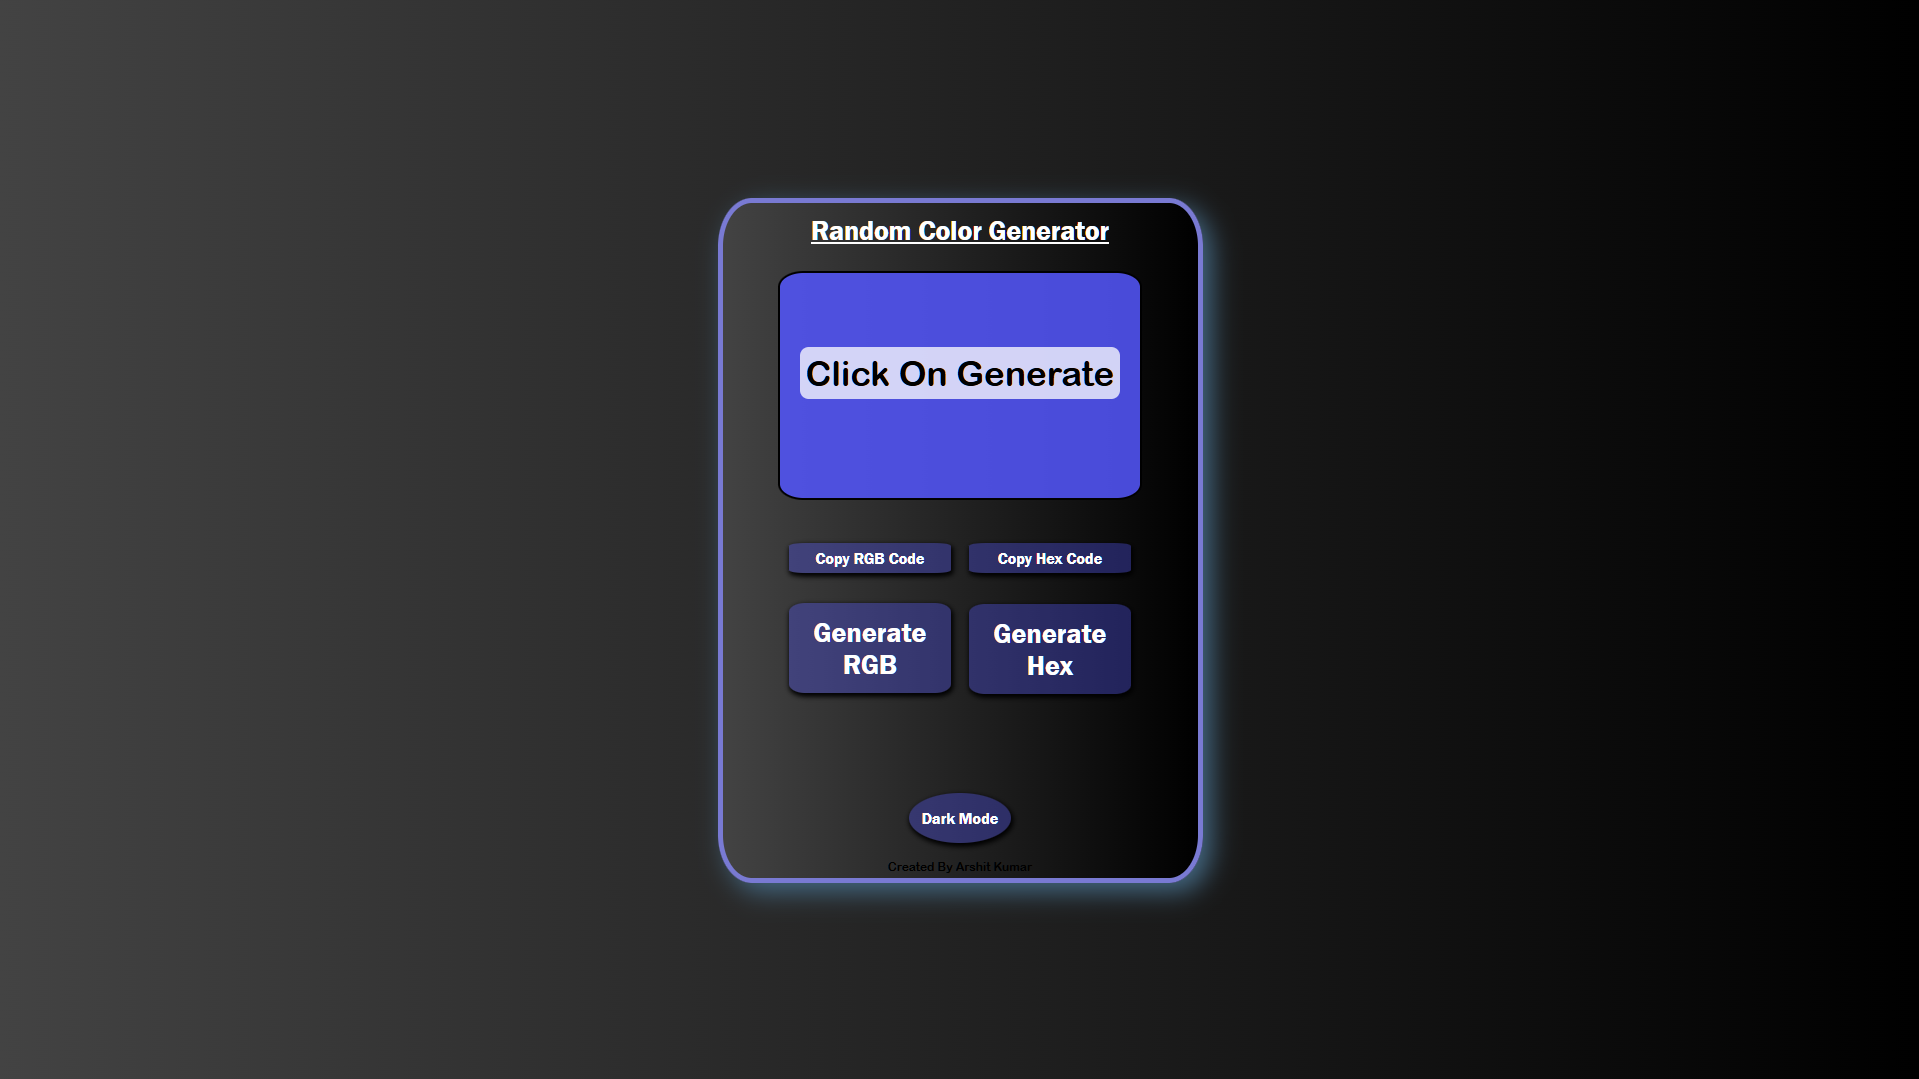 Random Color Generator
Click On Generate
Copy RGB Code
Copy Hex Code
Generate
RGB
Generate
Hex
Dark Mode
Created By Arshit Kumar